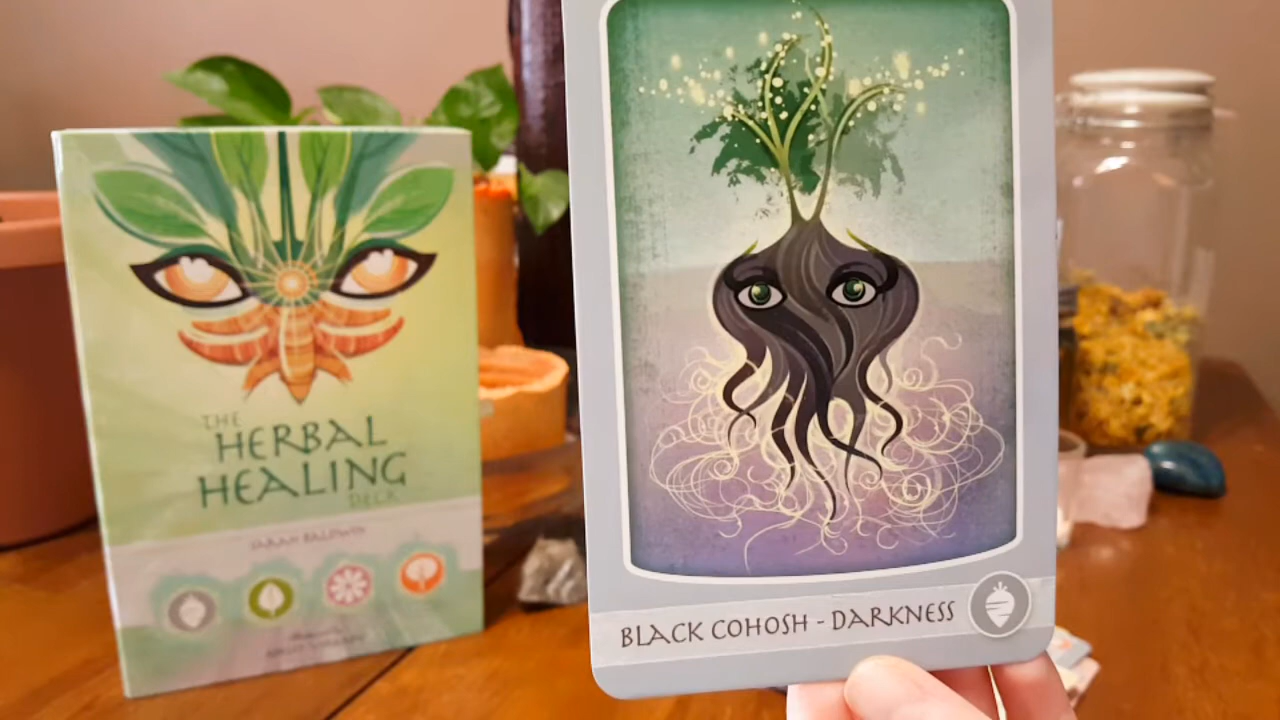 THE
HERBAL
HEALING
DECK
SARAH BALDWIN
BLACK COHOSH - DARKNESS